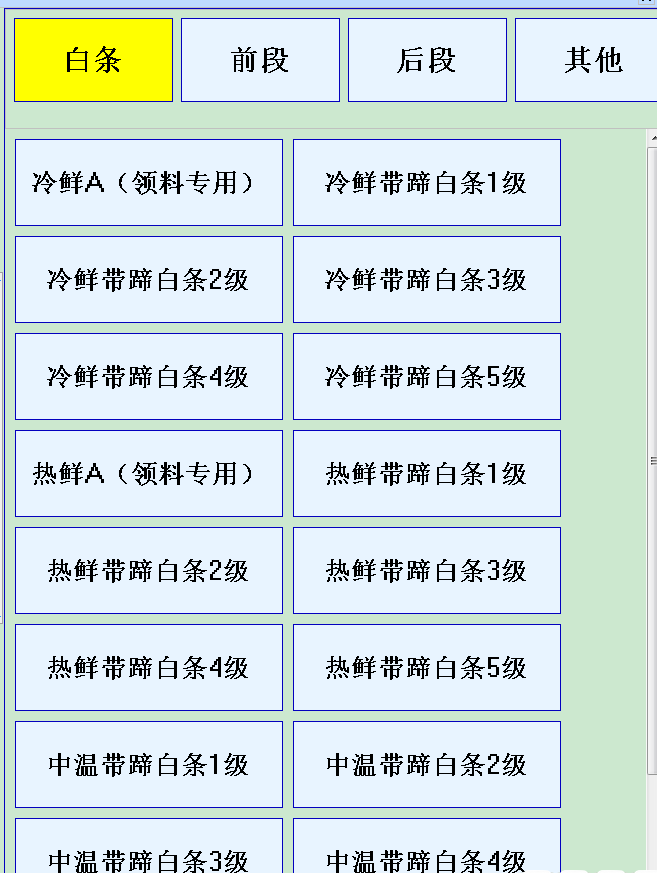 白条 前段 后段 其他
冷鲜A（领料专用） 冷鲜带蹄白条1级
冷鲜带蹄白条2级 冷鲜带蹄白条3级
冷鲜带蹄白条4级 冷鲜带蹄白条5级
热鲜A（领料专用） 热鲜带蹄白条1级
热鲜带蹄白条2级 热鲜带蹄白条3级
热鲜带蹄白条4级 热鲜带蹄白条5级
中温带蹄白条1级 中温带蹄白条2级
中温带蹄白条3级 中温带蹄白条4级